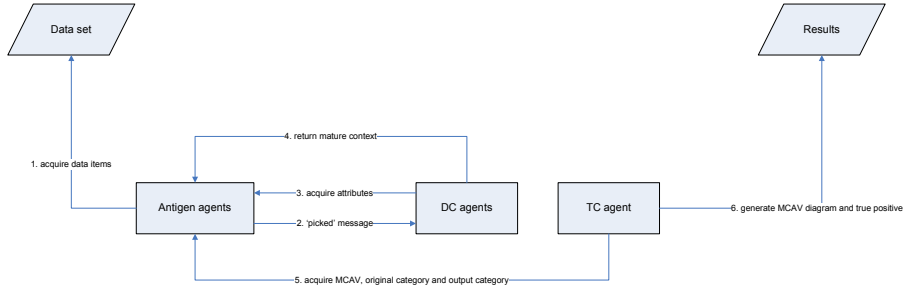 Data set
Results
4. return mature context
1. acquire data items
3. acquire attributes
Antigen agents
DC agents
TC agent
2. 'picked' message
6. generate MCAV diagram and true positive
5. acquire MCAV, original category and output category